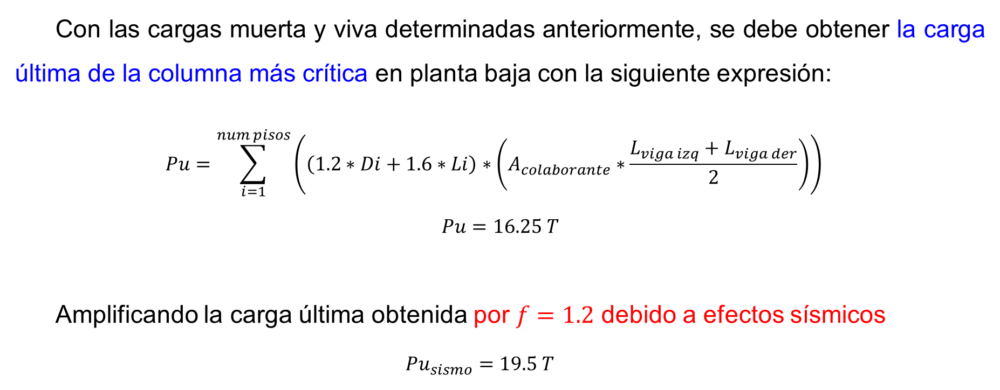 Con las cargas muerta y viva determinadas anteriormente, se debe obtener la carga
última de la columna más crítica en planta baja con la siguiente expresión:
$$Pu = \sum_{i=1}^{num\,pisos} \left( (1.2 * Di + 1.6 * Li) * \left( A_{colaborante} * \frac{L_{viga\,izq} + L_{viga\,der}}{2} \right) \right)$$
$$Pu = 16.25\,T$$
Amplificando la carga última obtenida por $f = 1.2$ debido a efectos sísmicos
$$Pu_{sismo} = 19.5\,T$$